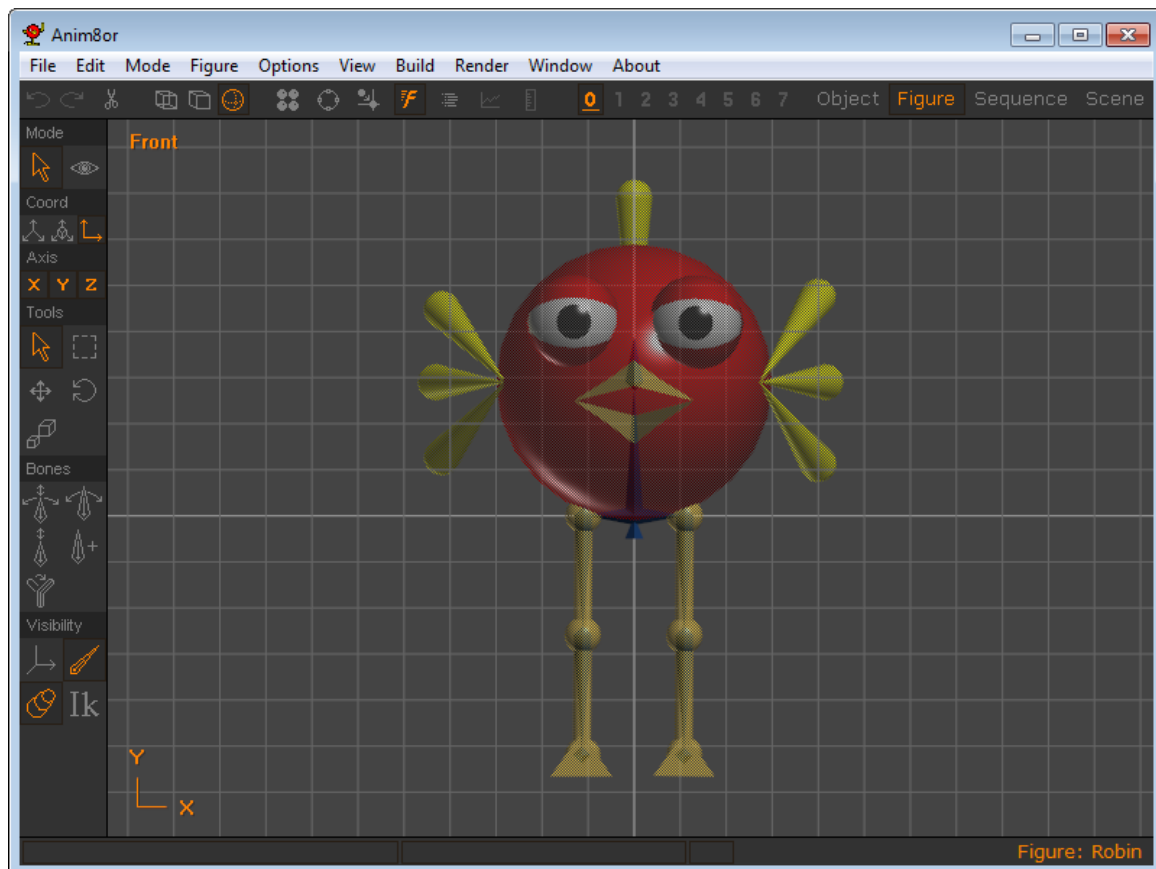 Anim8or
File Edit Mode Figure Options View Build Render Window About
0 1 2 3 4 5 6 7 Object Figure Sequence Scene
Mode
Front
Coord
Axis
X Y Z
Tools
Bones
Visibility
Ik
Y
X
Figure: Robin